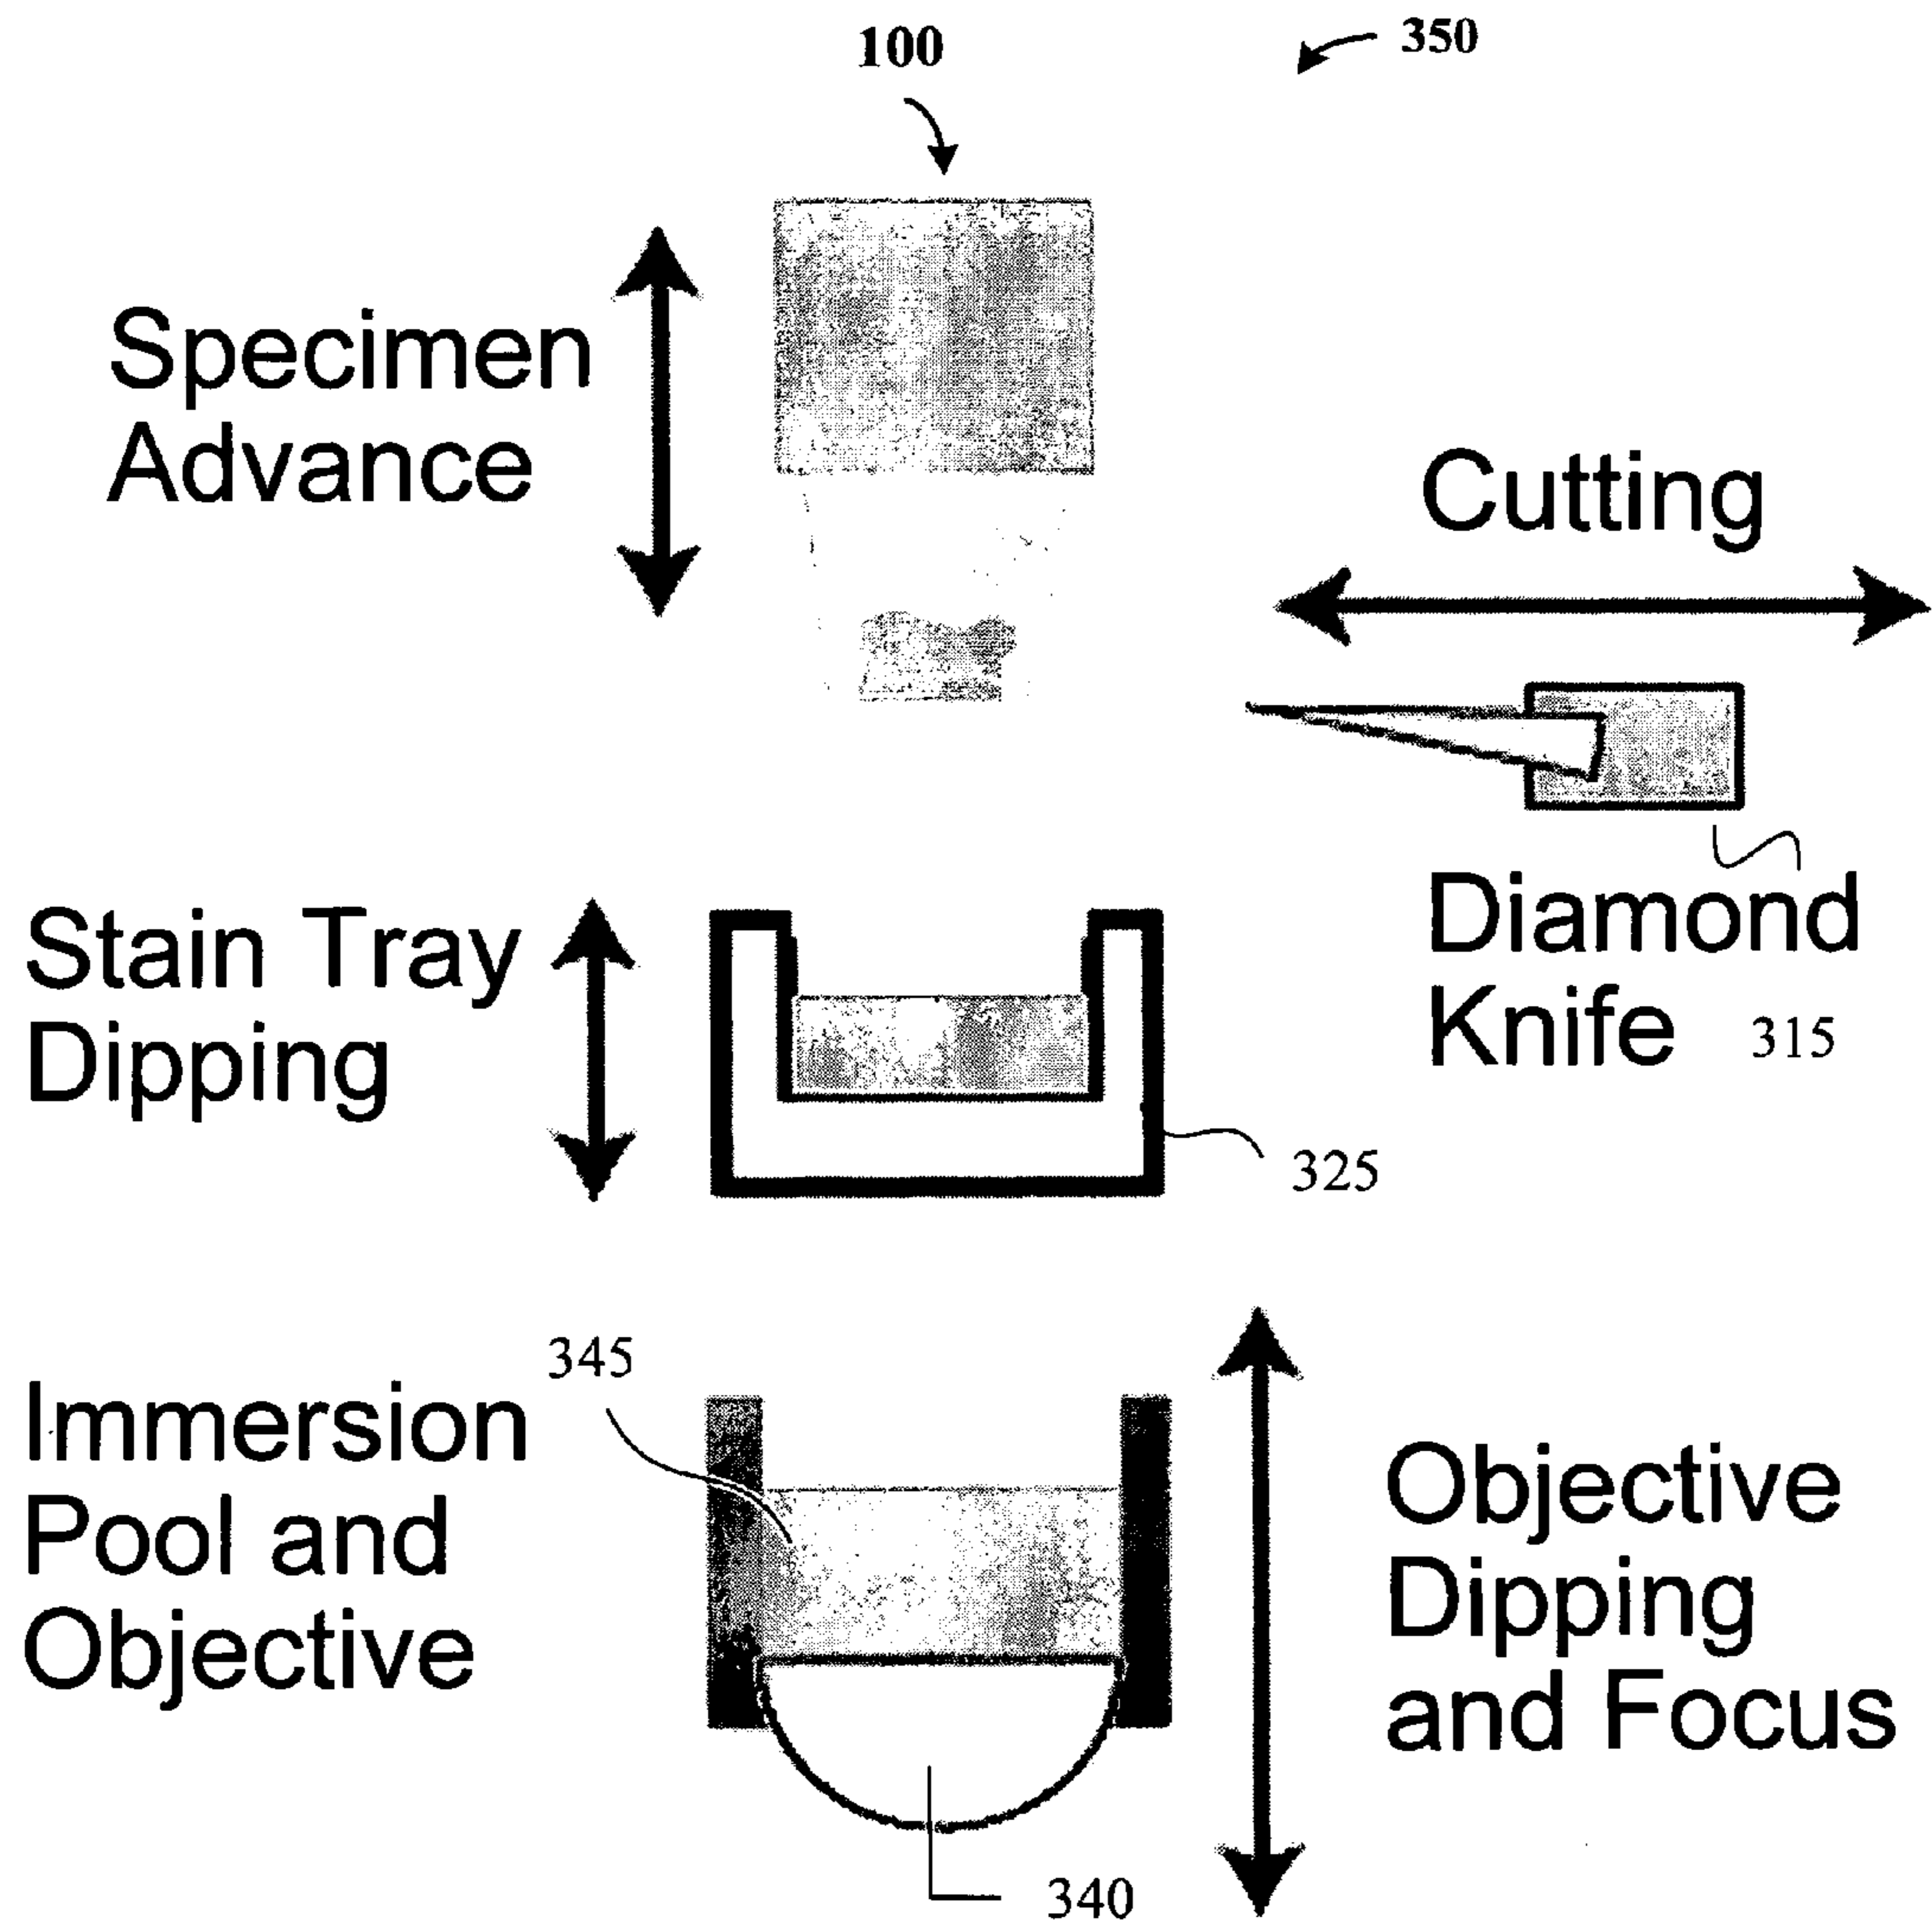 100
350
Specimen
Advance
Cutting
Diamond
Knife 315
Stain Tray
Dipping
325
345
Immersion
Pool and
Objective
Objective
Dipping
and Focus
340